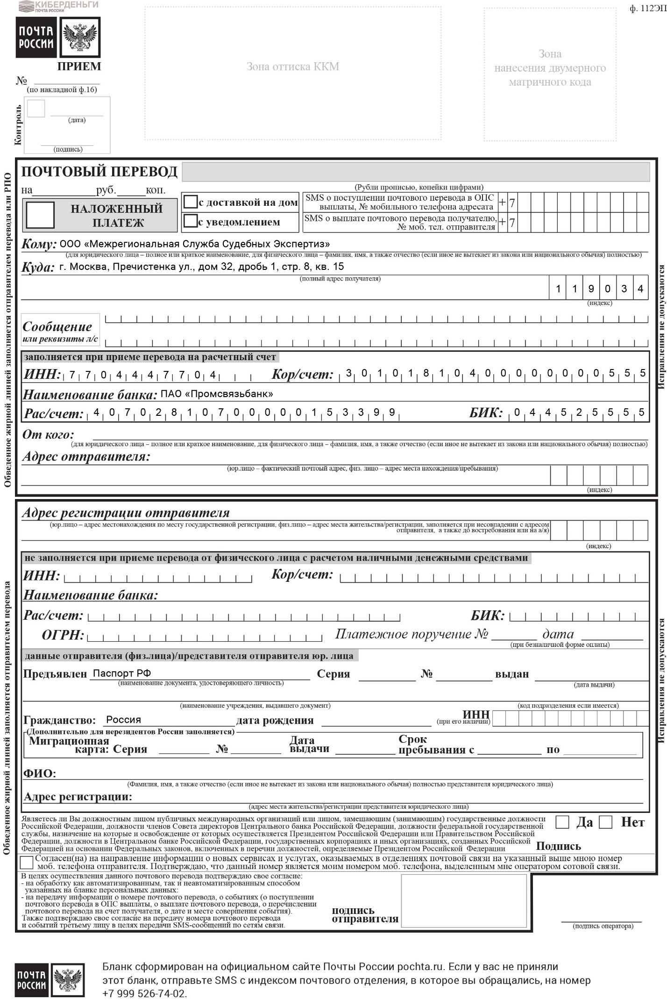 КИБЕРДЕНЬГИ
ПОЧТА РОССИИ
ф. 112ЭП
ПОЧТА
РОССИИ
ПРИЕМ
№
(по накладной ф.16)
Контроль
(дата)
(подпись)
Зона оттиска ККМ
Зона
нанесения двумерного
матричного кода
Обведенное жирной линией заполняется отправителем перевода или РПО
Исправления не допускаются
ПОЧТОВЫЙ ПЕРЕВОД
(Рубли прописью, копейки цифрами)
на руб. коп.
НАЛОЖЕННЫЙ
ПЛАТЕЖ
с доставкой на дом
с уведомлением
SMS о поступлении почтового перевода в ОПС
выплаты, № мобильного телефона адресата +7
SMS о выплате почтового перевода получателю,
№ моб. тел. отправителя +7
Кому: ООО «Межрегиональная Служба Судебных Экспертиз»
(для юридического лица – полное или краткое наименование, для физического лица – фамилия, имя, а также отчество (если иное не вытекает из закона или национального обычая) полностью)
Куда: г. Москва, Пречистенка ул., дом 32, дробь 1, стр. 8, кв. 15
(полный адрес получателя)
1 1 9 0 3 4
(индекс)
Сообщение
или реквизиты л/с
заполняется при приеме перевода на расчетный счет
ИНН: 7 7 0 4 4 4 7 7 0 4 Кор/счет: 3 0 1 0 1 8 1 0 4 0 0 0 0 0 0 0 0 5 5 5
Наименование банка: ПАО «Промсвязьбанк»
Рас/счет: 4 0 7 0 2 8 1 0 7 0 0 0 0 0 1 5 3 3 9 9 БИК: 0 4 4 5 2 5 5 5 5
От кого:
(для юридического лица – полное или краткое наименование, для физического лица – фамилия, имя, а также отчество (если иное не вытекает из закона или национального обычая) полностью)
Адрес отправителя:
(юр.лицо – фактический почтоый адрес, физ. лицо – адрес места нахождения/пребывания)
(индекс)
Обведенное жирной линией заполняется отправителем перевода
Исправления не допускаются
Адрес регистрации отправителя
(юр.лицо – адрес местонахождения по месту государственной регистрации, физ.лицо – адрес места жительства/регистрации, заполняется при несовпадении с адресом
отправителя, а также до востребования или на а/я)
(индекс)
не заполняется при приеме перевода от физического лица с расчетом наличными денежными средствами
ИНН: Кор/счет:
Наименование банка:
Рас/счет: БИК:
ОГРН: Платежное поручение № дата
(при безналичной форме оплаты)
данные отправителя (физ.лица)/представителя отправителя юр. лица
Предъявлен Паспорт РФ Серия № выдан
(наименование документа, удостоверяющего личность) (дата выдачи)
(наименование учреждения, выдавшего документ) (код подразделения если имеется)
Гражданство: Россия дата рождения ИНН
(при его наличии)
(Дополнительно для нерезидентов России заполняется)
Миграционная
карта: Серия № Дата
выдачи Срок
пребывания с по
ФИО:
(Фамилия, имя, а также отчество (если иное не вытекает из закона или национального обычая) полностью представителя юридического лица)
Адрес регистрации:
(адрес места жительства/регистрации представителя юридического лица)
Являетесь ли Вы должностным лицом публичных международных организаций или лицом, замещающим (занимающим) государственные должности
Российской Федерации, должности членов Совета директоров Центрального банка Российской Федерации, должности федеральной государственной
службы, назначение на которые и освобождение от которых осуществляется Президентом Российской Федерации или Правительством Российской
Федерации, должности в Центральном банке Российской Федерации, государственных корпорациях и иных организациях, созданных Российской
Федерацией на основании Федеральных законов, включенных в перечни должностей, определяемые Президентом Российской Федерации
Да Нет
Подпись
Согласен(на) на направление информации о новых сервисах и услугах, оказываемых в отделениях почтовой связи на указанный выше мною номер
моб. телефона отправителя. Подтверждаю, что данный номер является моим номером моб. телефона, выделенным мне оператором сотовой связи.
В целях осуществления данного почтового перевода подтверждаю свое согласие:
- на обработку как автоматизированным, так и неавтоматизированным способом
указанных на бланке персональных данных:
- на передачу информации о номере почтового перевода, о событиях (о поступлении
почтового перевода в ОПС выплаты, о выплате почтового перевода, о перечислении
почтового перевода на счет получателя, о дате и месте совершения события).
Также подтверждаю свое согласие на передачу номера почтового перевода
и событий третьему лицу в целях передачи SMS-сообщений по сетям связи.
подпись
отправителя
(подпись оператора)
ПОЧТА
РОССИИ
Бланк сформирован на официальном сайте Почты России pochta.ru. Если у вас не приняли
этот бланк, отправьте SMS с индексом почтового отделения, в которое вы обращались, на номер
+7 999 526-74-02.